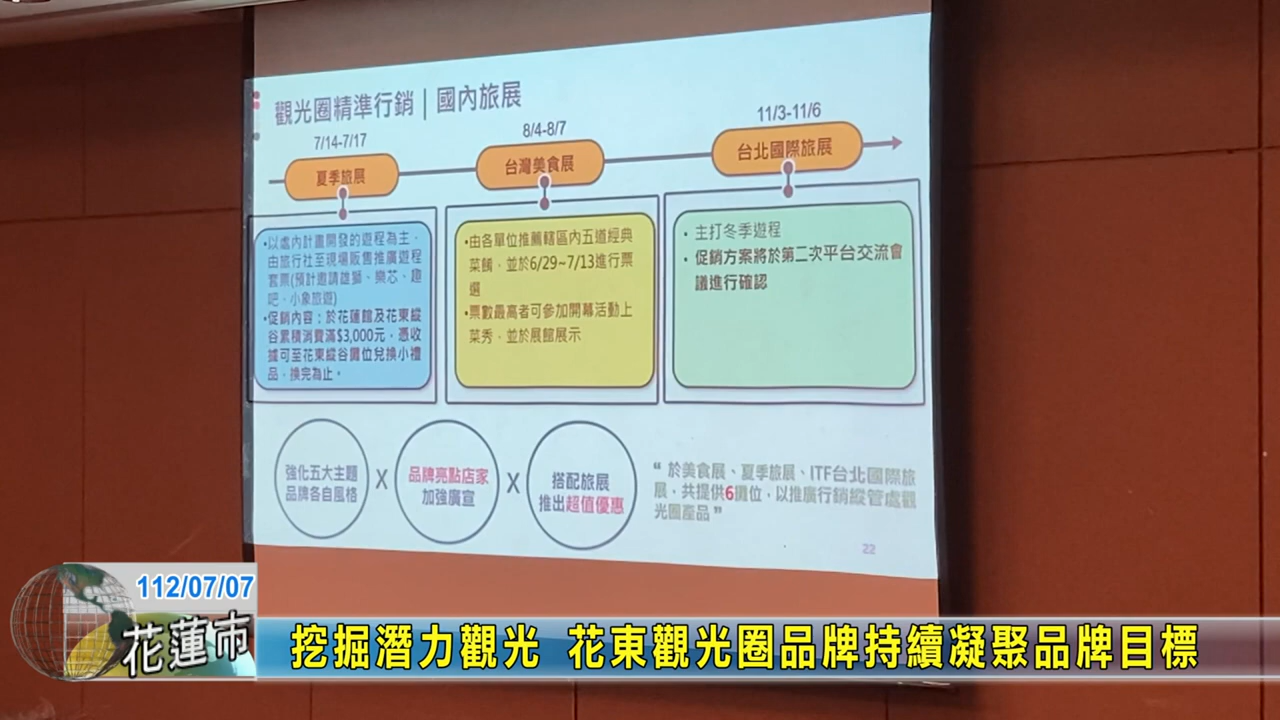 觀光圈精準行銷|國內旅展
7/14-7/17
8/4-8/7
11/3-11/6
夏季旅展
台灣美食展
台北國際旅展
•以處內計畫開發的遊程為主,
由旅行社至現場販售推廣遊程
套票(預計邀請雄獅、樂芯、趣
吧、小象旅遊)
•促銷內容:於花蓮館及花東縱
谷累積消費滿$3,000元,憑收
據可至花東縱谷攤位兌換小禮
品,換完為止。
•由各單位推薦轄區內五道經典
菜餚,並於6/29~7/13進行票
選
•票數最高者可參加開幕活動上
菜秀,並於展館展示
• 主打冬季遊程
• 促銷方案將於第二次平台交流會
議進行確認
強化五大主題
品牌各自風格
X
品牌亮點店家
加強廣宣
X
搭配旅展
推出超值優惠
“ 於美食展、夏季旅展、ITF台北國際旅
展,共提供6攤位,以推廣行銷縱管處觀
光圈產品 ”
22
112/07/07
花蓮市
挖掘潛力觀光 花東觀光圈品牌持續凝聚品牌目標